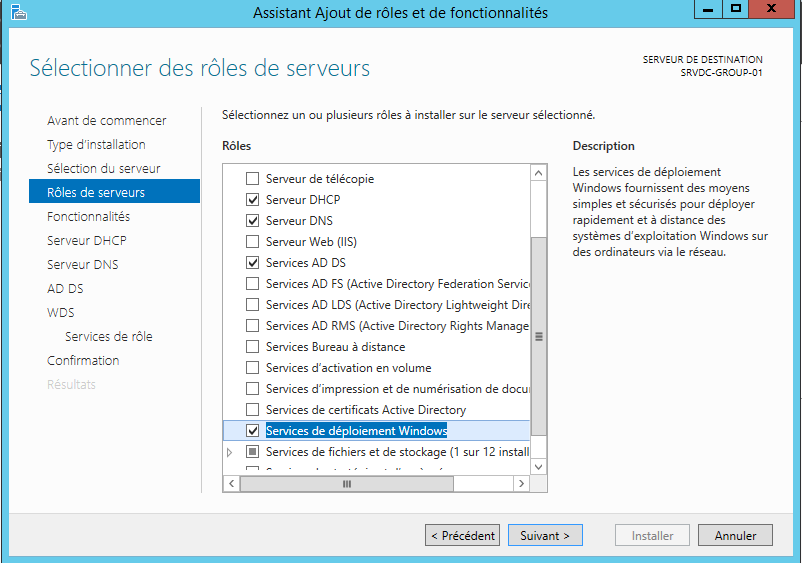 Assistant Ajout de rôles et de fonctionnalités
Sélectionner des rôles de serveurs
SERVEUR DE DESTINATION
SRVDC-GROUP-01
Avant de commencer
Type d'installation
Sélection du serveur
Rôles de serveurs
Fonctionnalités
Serveur DHCP
Serveur DNS
AD DS
WDS
Services de rôle
Confirmation
Résultats
Sélectionnez un ou plusieurs rôles à installer sur le serveur sélectionné.
Rôles
Serveur de télécopie
Serveur DHCP
Serveur DNS
Serveur Web (IIS)
Services AD DS
Services AD FS (Active Directory Federation Service
Services AD LDS (Active Directory Lightweight Dire
Services AD RMS (Active Directory Rights Manage
Services Bureau à distance
Services d'activation en volume
Services d'impression et de numérisation de docu
Services de certificats Active Directory
Services de déploiement Windows
Services de fichiers et de stockage (1 sur 12 install
Description
Les services de déploiement
Windows fournissent des moyens
simples et sécurisés pour déployer
rapidement et à distance des
systèmes d'exploitation Windows sur
des ordinateurs via le réseau.
< Précédent
Suivant >
Installer
Annuler